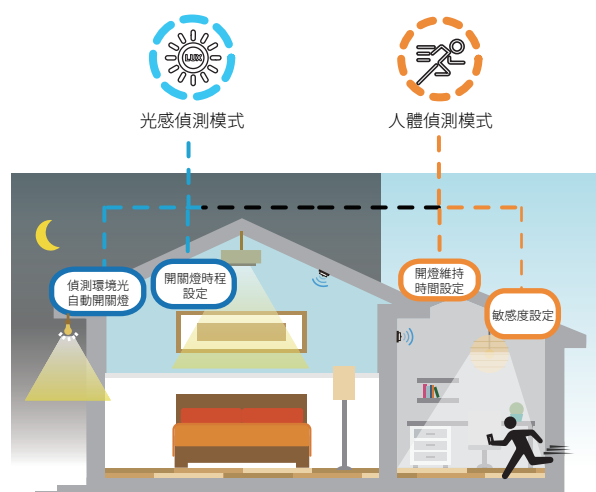 LUX
光感偵測模式
人體偵測模式
偵測環境光
自動開關燈
開關燈時程
設定
開燈維持
時間設定
敏感度設定